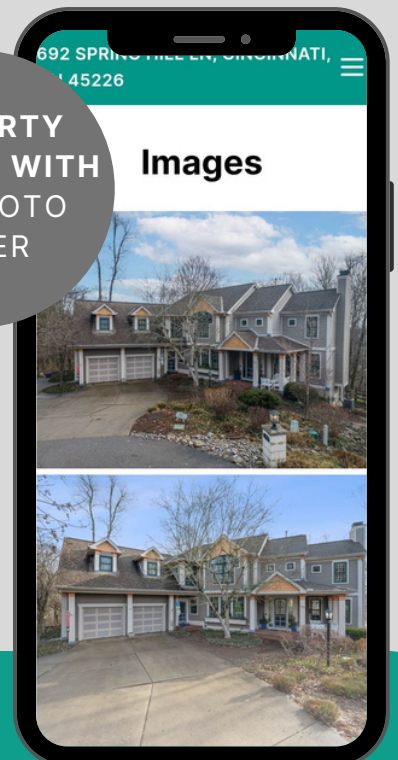 692 SPRING HILL LN, CINCINNATI,
45226
RTY
WITH
OTO
ER
Images